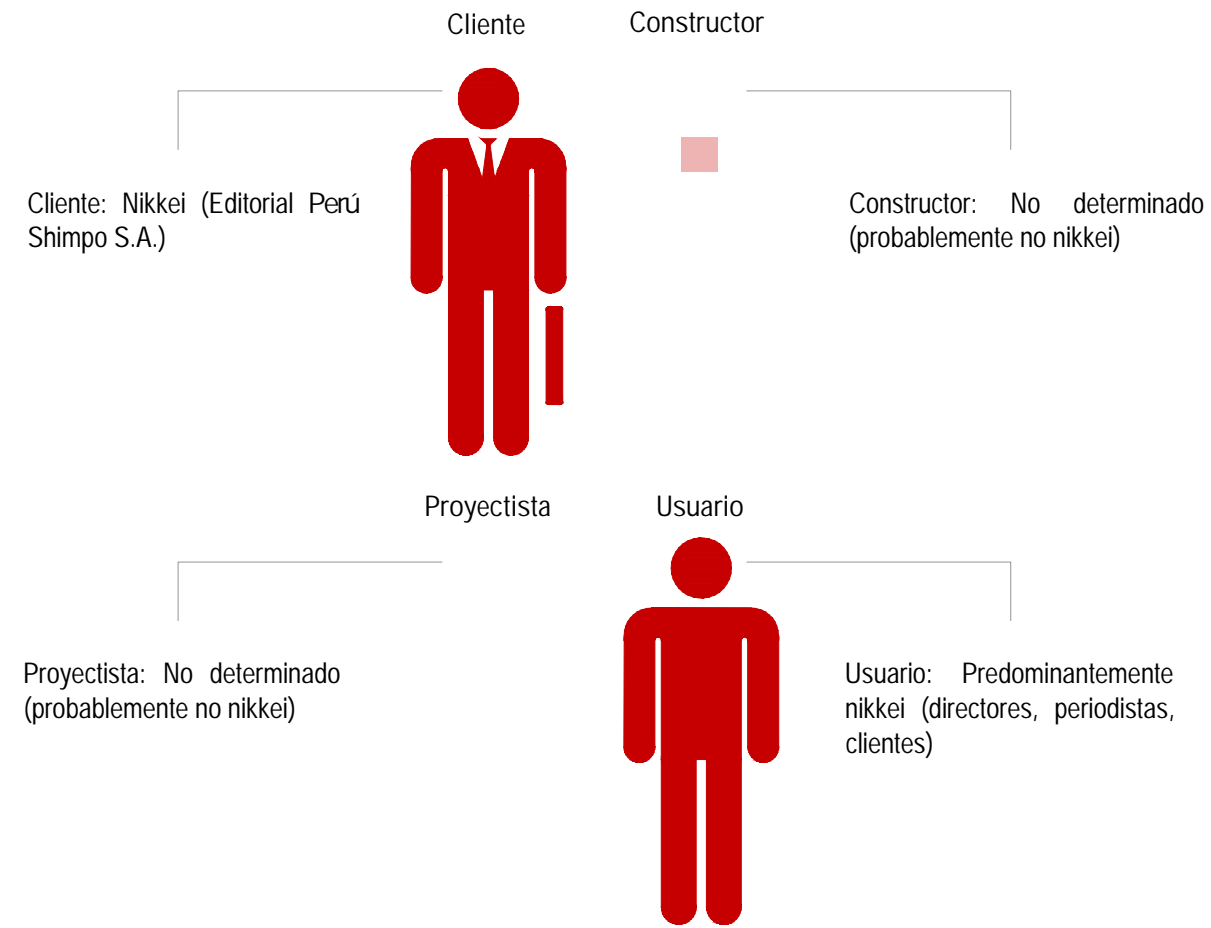 Cliente
Constructor
Cliente: Nikkei (Editorial Perú
Shimpo S.A.)
Constructor: No determinado
(probablemente no nikkei)
Proyectista
Usuario
Proyectista: No determinado
(probablemente no nikkei)
Usuario: Predominantemente
nikkei (directores, periodistas,
clientes)